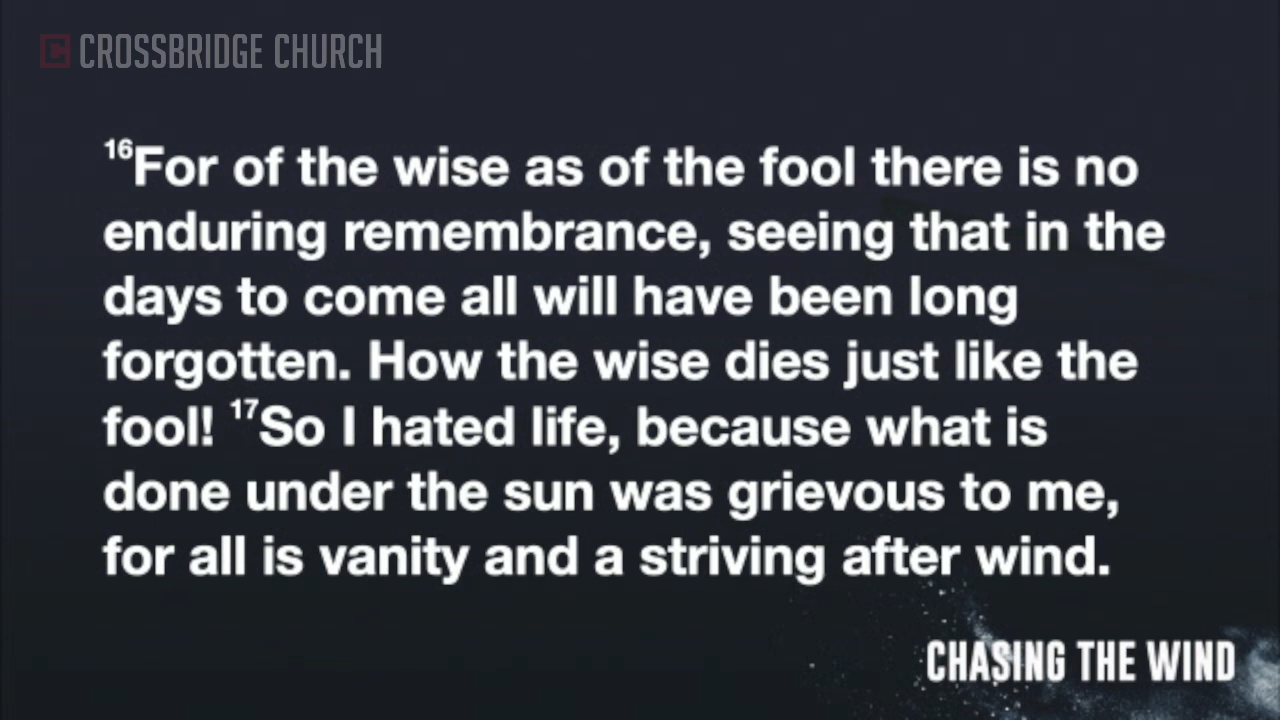 CROSSBRIDGE CHURCH
16For of the wise as of the fool there is no
enduring remembrance, seeing that in the
days to come all will have been long
forgotten. How the wise dies just like the
fool! 17So I hated life, because what is
done under the sun was grievous to me,
for all is vanity and a striving after wind.
CHASING THE WIND